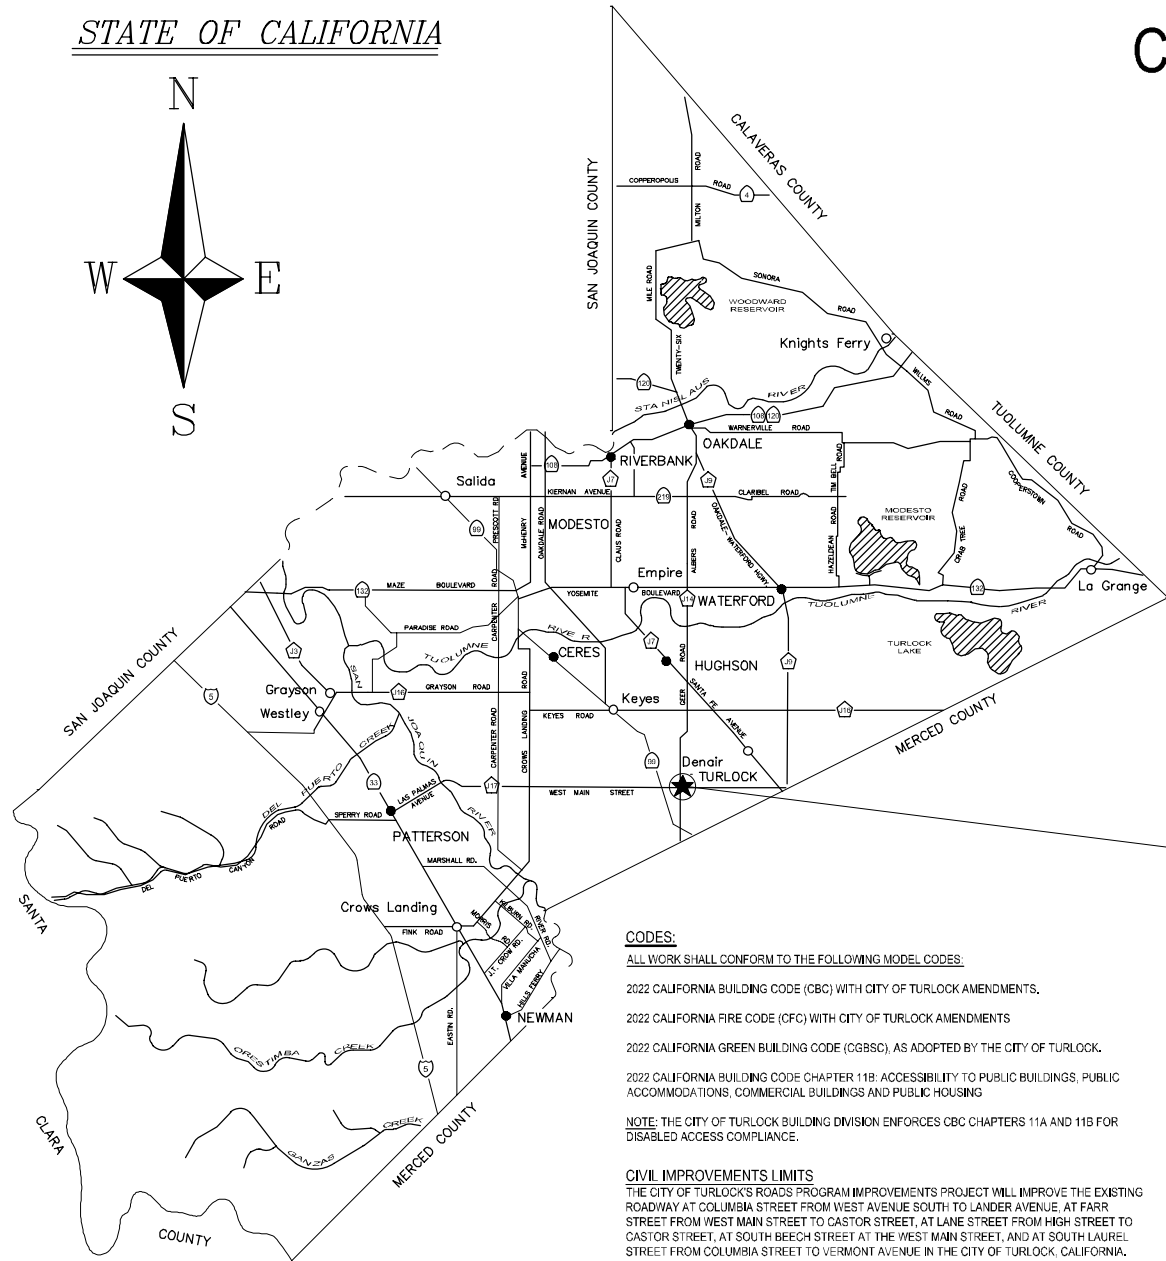 STATE OF CALIFORNIA
C
N
W
E
S
SAN JOAQUIN COUNTY
CALAVERAS COUNTY
COPPEROPOLIS ROAD
4
MILTON ROAD
MILE ROAD
TWENTY-SIX
SONORA ROAD
WOODWARD
RESERVOIR
Knights Ferry
WILLMS ROAD
TUOLUMNE COUNTY
120
STANISLAUS RIVER
108
120
WARNERVILLE ROAD
OAKDALE
RIVERBANK
108
J7
J9
Salida
KIERNAN AVENUE
219
CLARIBEL ROAD
99
PRESCOTT RD
McHENRY AVENUE
OAKDALE ROAD
MODESTO
CLAUS ROAD
ALBERS ROAD
OAKDALE-WATERFORD HGWY.
HAZELDEAN ROAD
TIM BELL ROAD
MODESTO
RESERVOIR
CRAB TREE ROAD
COOPERSTOWN ROAD
La Grange
132
MAZE BOULEVARD
YOSEMITE BOULEVARD
Empire
J14
WATERFORD
132
TUOLUMNE RIVER
PARADISE ROAD
CARPENTER ROAD
TUOLUMNE RIVER
SAN JOAQUIN COUNTY
J3
SAN JOAQUIN RIVER
CERES
J7
HUGHSON
J9
TURLOCK
LAKE
5
Grayson
J16
GRAYSON ROAD
Westley
CARPENTER ROAD
CROWS LANDING ROAD
KEYES ROAD
Keyes
GEER ROAD
SANTA FE AVENUE
J16
MERCED COUNTY
99
Denair
TURLOCK
33
DEL PUERTO CREEK
LAS PALMAS
AVENUE
J17
WEST MAIN STREET
SPERRY ROAD
PATTERSON
DEL PUERTO CANYON ROAD
MARSHALL RD.
SANTA
Crows Landing
FINK ROAD
MORRIS RD.
KILBURN RD.
RIVER RD.
J.T. CROW RD.
VILLA MANUCHA
HILLS FERRY
NEWMAN
EASTIN RD.
ORESTIMBA CREEK
5
CLARA
GANZAS CREEK
MERCED COUNTY
COUNTY
CODES:
ALL WORK SHALL CONFORM TO THE FOLLOWING MODEL CODES:
2022 CALIFORNIA BUILDING CODE (CBC) WITH CITY OF TURLOCK AMENDMENTS.
2022 CALIFORNIA FIRE CODE (CFC) WITH CITY OF TURLOCK AMENDMENTS
2022 CALIFORNIA GREEN BUILDING CODE (CGBSC), AS ADOPTED BY THE CITY OF TURLOCK.
2022 CALIFORNIA BUILDING CODE CHAPTER 11B: ACCESSIBILITY TO PUBLIC BUILDINGS, PUBLIC
ACCOMMODATIONS, COMMERCIAL BUILDINGS AND PUBLIC HOUSING
NOTE: THE CITY OF TURLOCK BUILDING DIVISION ENFORCES CBC CHAPTERS 11A AND 11B FOR
DISABLED ACCESS COMPLIANCE.
CIVIL IMPROVEMENTS LIMITS
THE CITY OF TURLOCK'S ROADS PROGRAM IMPROVEMENTS PROJECT WILL IMPROVE THE EXISTING
ROADWAY AT COLUMBIA STREET FROM WEST AVENUE SOUTH TO LANDER AVENUE, AT FARR
STREET FROM WEST MAIN STREET TO CASTOR STREET, AT LANE STREET FROM HIGH STREET TO
CASTOR STREET, AT SOUTH BEECH STREET AT THE WEST MAIN STREET, AND AT SOUTH LAUREL
STREET FROM COLUMBIA STREET TO VERMONT AVENUE IN THE CITY OF TURLOCK, CALIFORNIA.